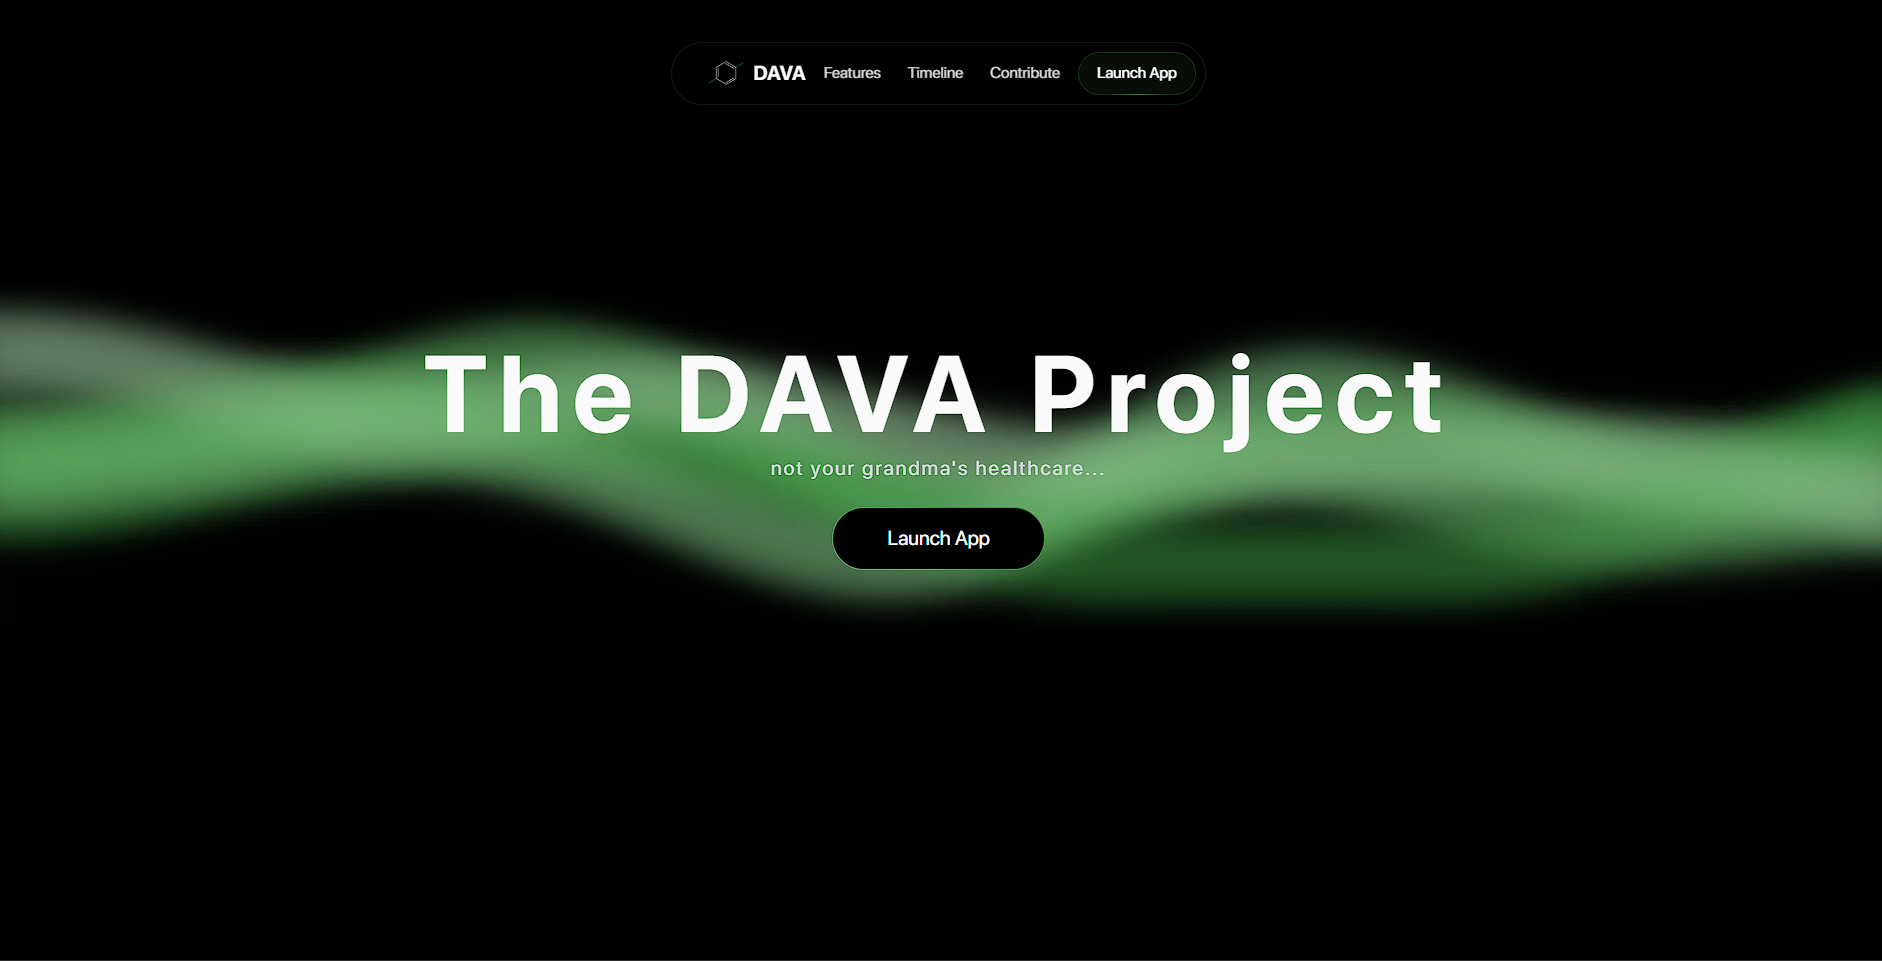 DAVA Features Timeline Contribute Launch App
The DAVA Project
not your grandma's healthcare...
Launch App